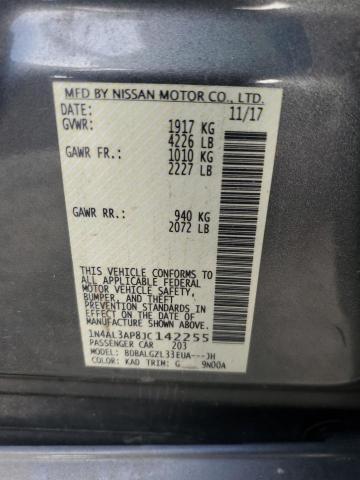 MFD BY NISSAN MOTOR CO., LTD.
DATE: 11/17
GVWR: 1917 KG
4226 LB
GAWR FR.: 1010 KG
2227 LB
GAWR RR.: 940 KG
2072 LB
THIS VEHICLE CONFORMS TO
ALL APPLICABLE FEDERAL
MOTOR VEHICLE SAFETY,
BUMPER, AND THEFT
PREVENTION STANDARDS
IN EFFECT ON THE DATE OF
MANUFACTURE SHOWN ABOVE.
1N4AL3AP8JC142255
PASSENGER CAR 203
MODEL: BDBALGZL33EUA---JH
COLOR: KAD TRIM: G___9N00A